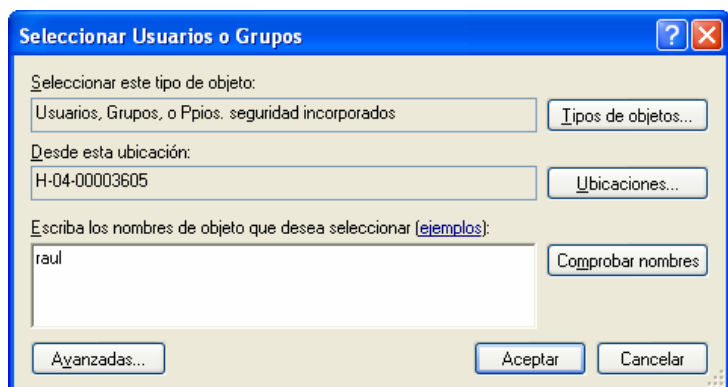 Seleccionar Usuarios o Grupos
Seleccionar este tipo de objeto:
Usuarios, Grupos, o Ppios. seguridad incorporados
Tipos de objetos...
Desde esta ubicación:
H-04-00003605
Ubicaciones...
Escriba los nombres de objeto que desea seleccionar (ejemplos):
raul
Comprobar nombres
Avanzadas...
Aceptar
Cancelar